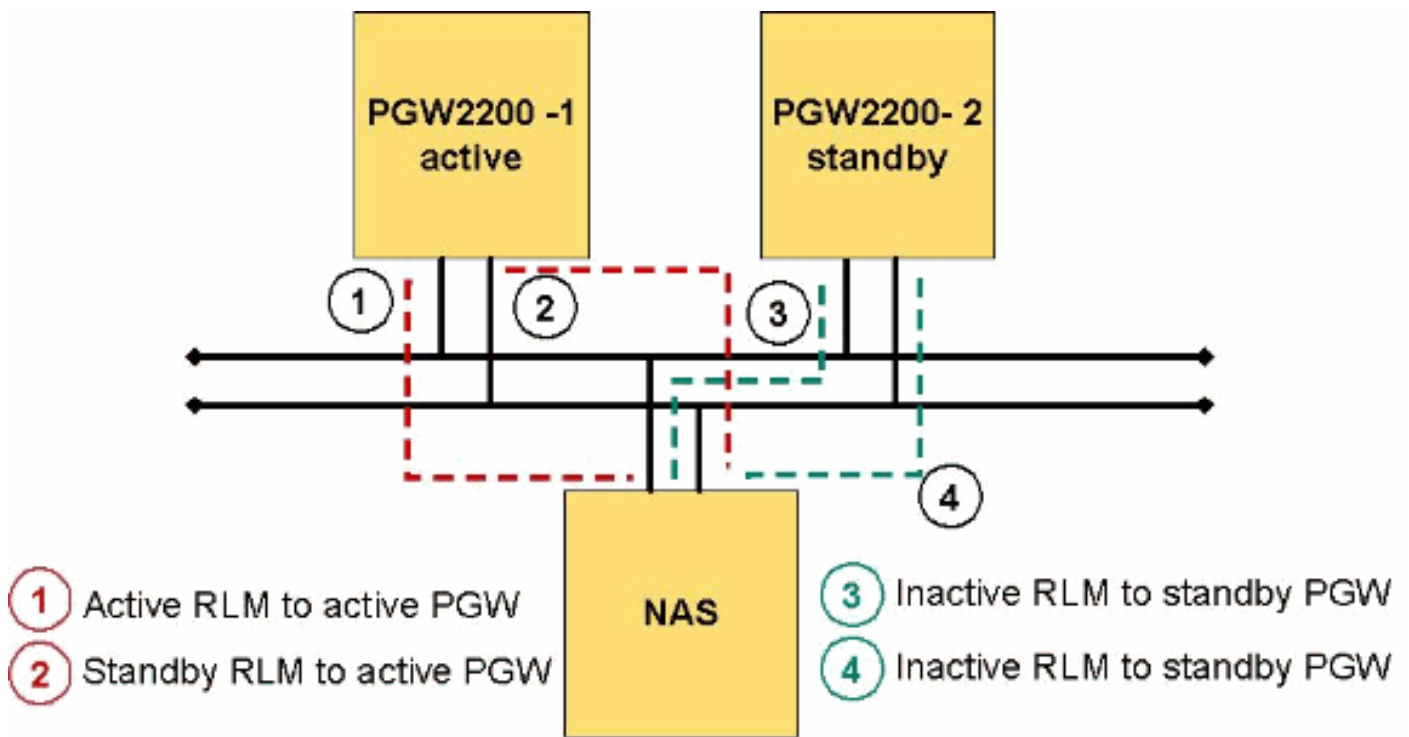 PGW2200 -1
active
PGW2200- 2
standby
1
2
3
4
NAS
1 Active RLM to active PGW
2 Standby RLM to active PGW
3 Inactive RLM to standby PGW
4 Inactive RLM to standby PGW